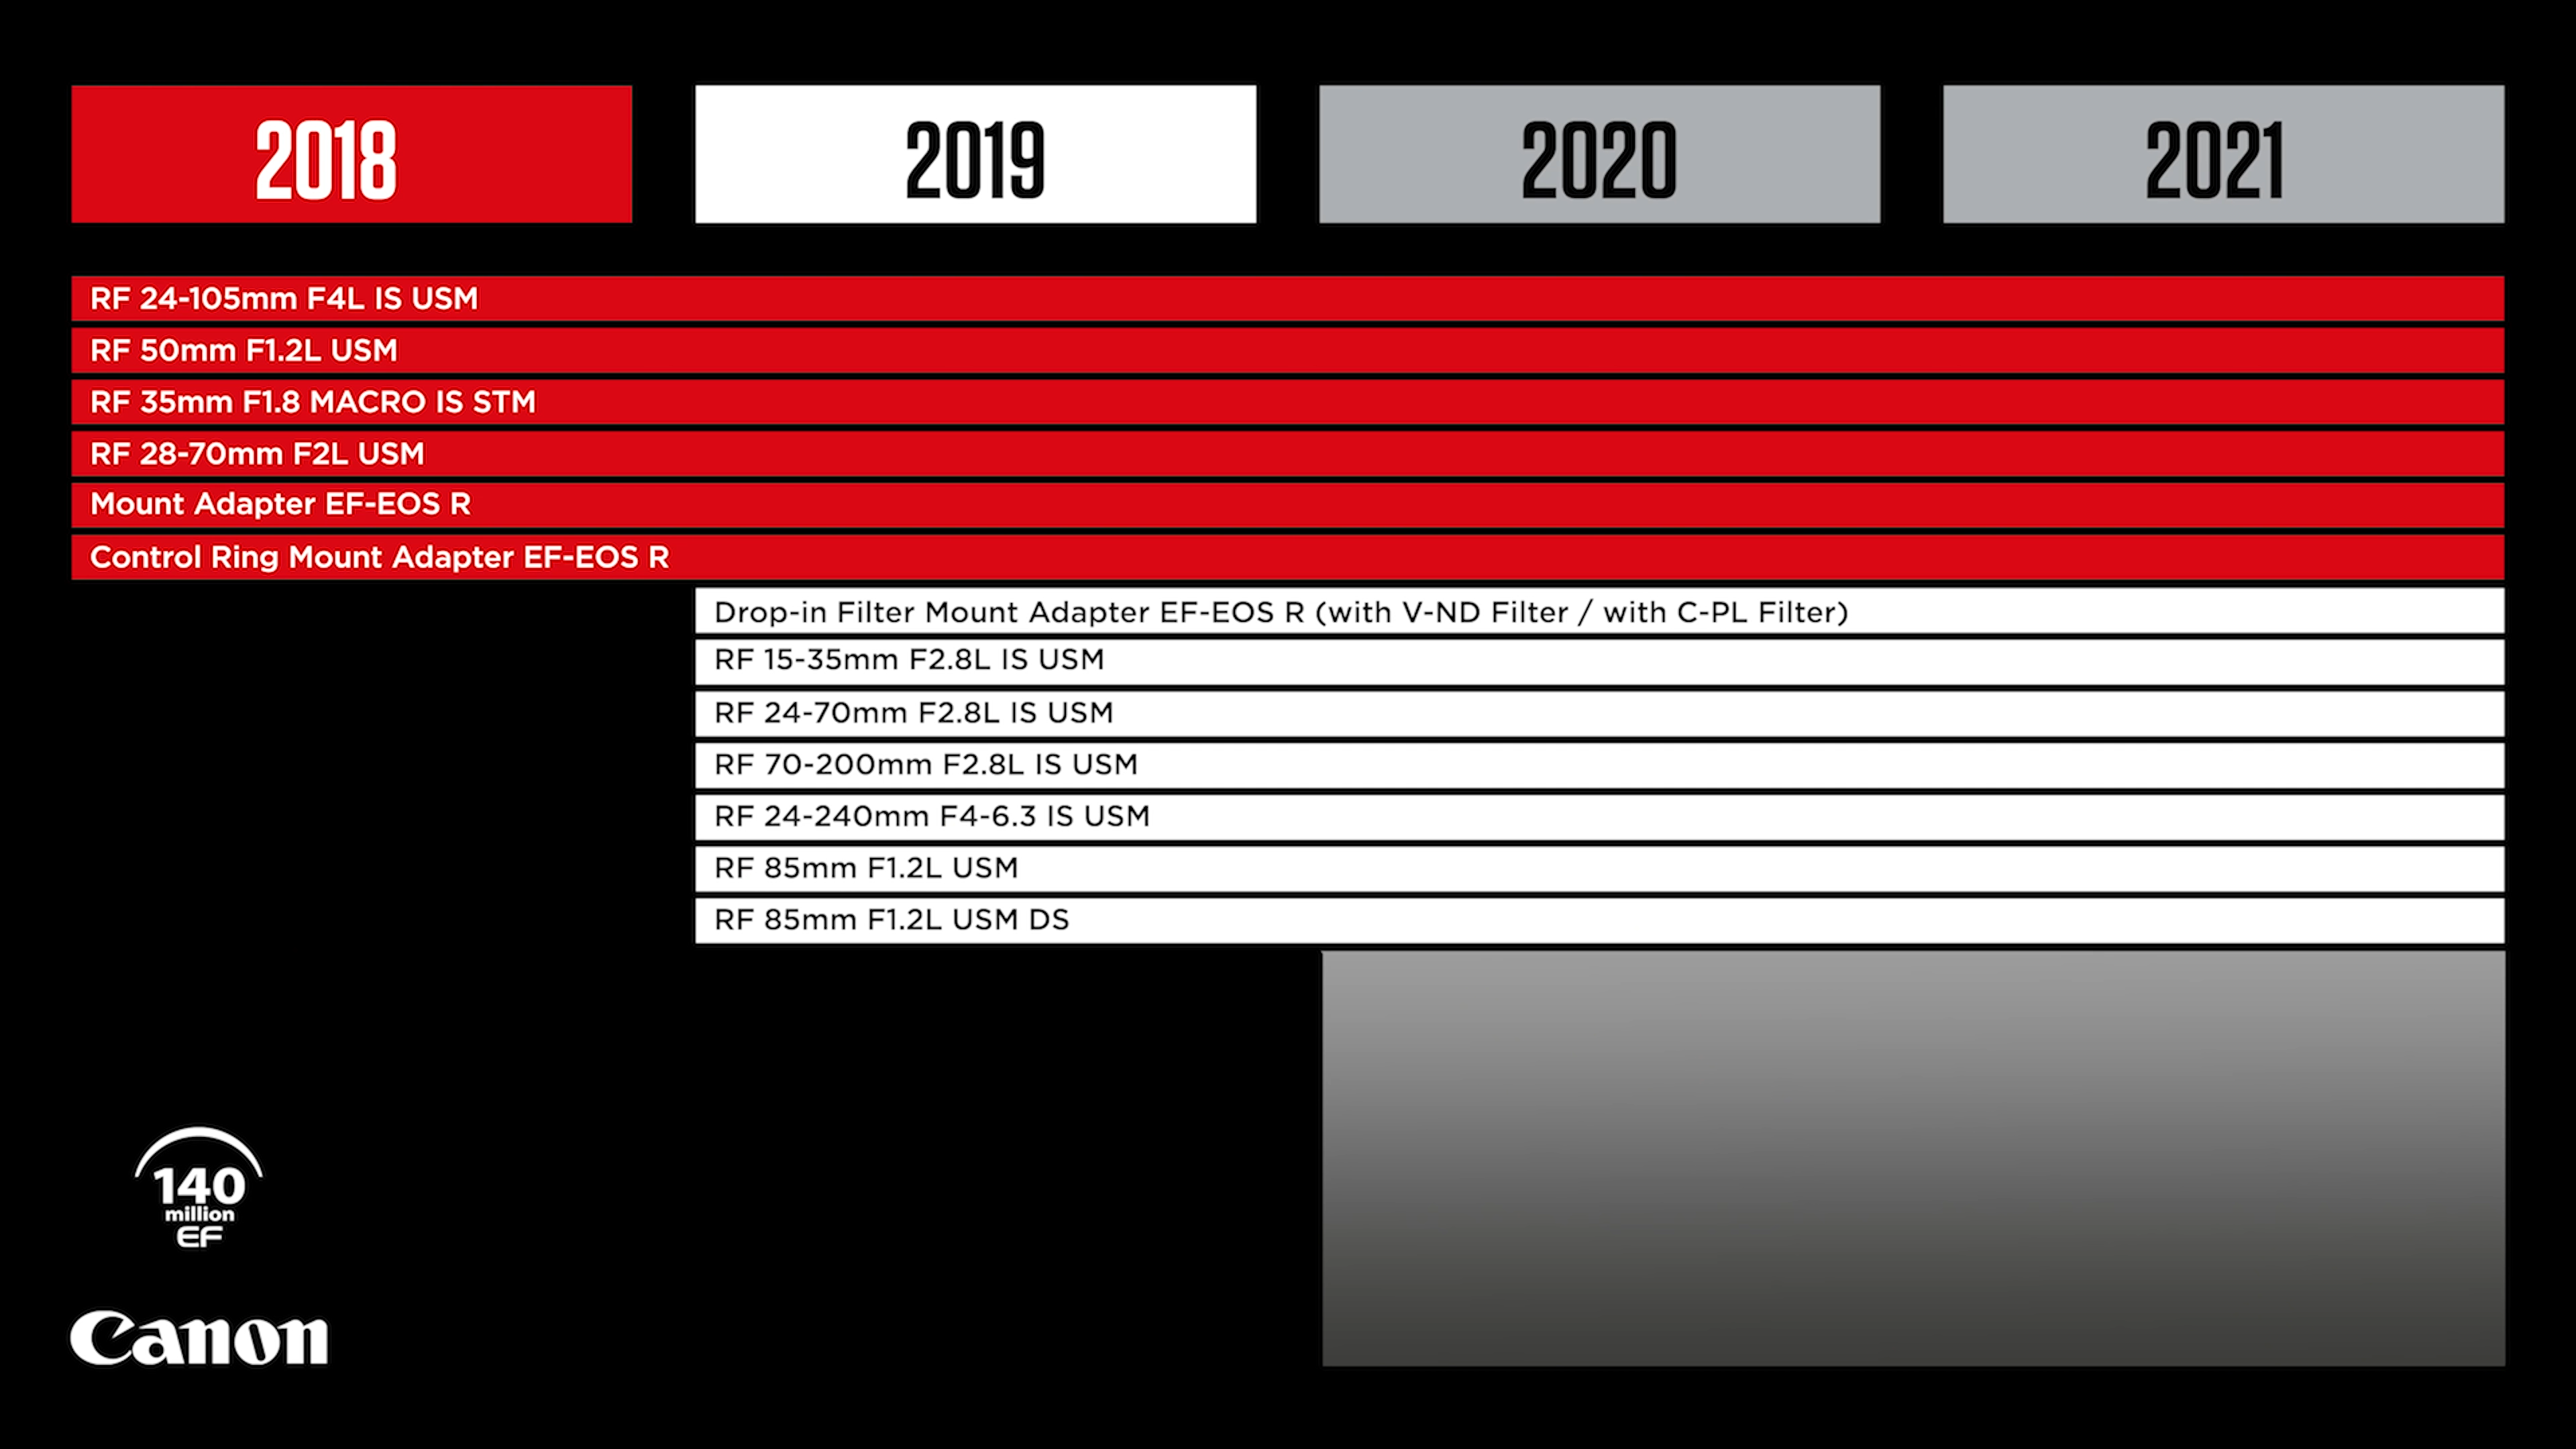 2018
2019
2020
2021
RF 24-105mm F4L IS USM
RF 50mm F1.2L USM
RF 35mm F1.8 MACRO IS STM
RF 28-70mm F2L USM
Mount Adapter EF-EOS R
Control Ring Mount Adapter EF-EOS R
Drop-in Filter Mount Adapter EF-EOS R (with V-ND Filter / with C-PL Filter)
RF 15-35mm F2.8L IS USM
RF 24-70mm F2.8L IS USM
RF 70-200mm F2.8L IS USM
RF 24-240mm F4-6.3 IS USM
RF 85mm F1.2L USM
RF 85mm F1.2L USM DS
140
million
EF
Canon